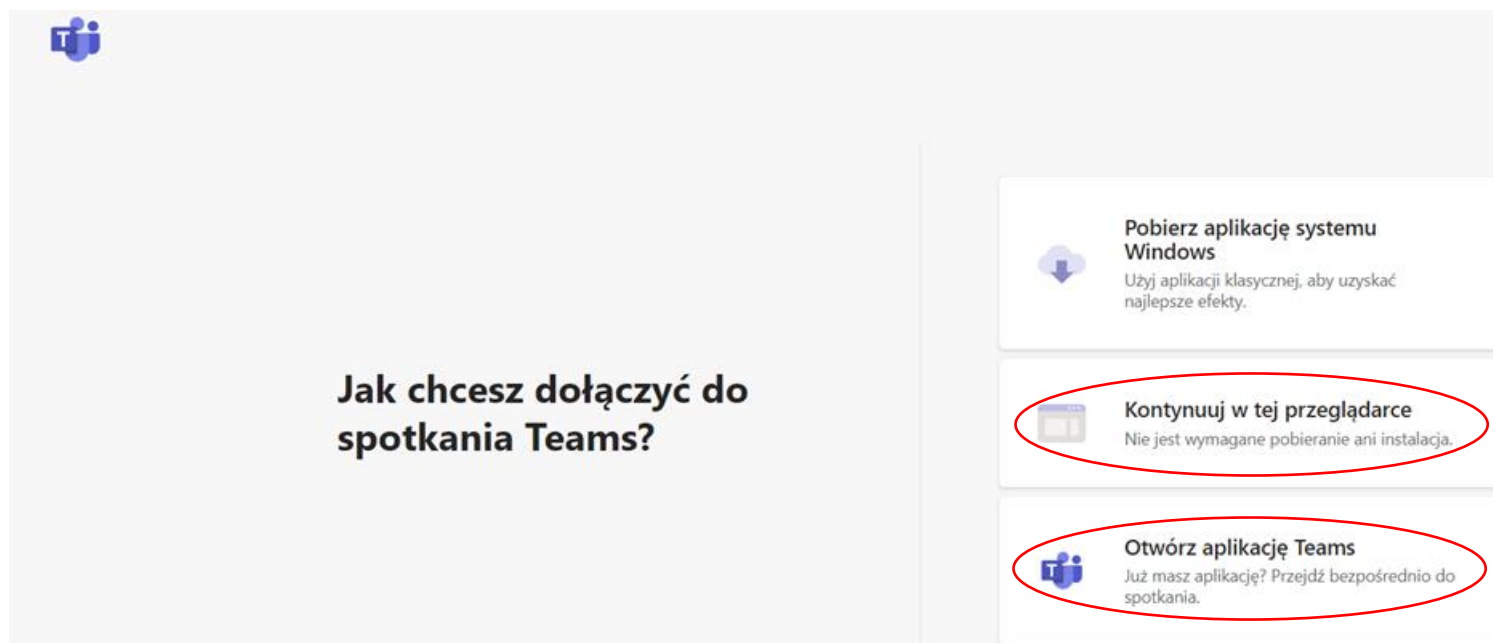 Jak chcesz dołączyć do
spotkania Teams?
Pobierz aplikację systemu
Windows
Użyj aplikacji klasycznej, aby uzyskać
najlepsze efekty.
Kontynuuj w tej przeglądarce
Nie jest wymagane pobieranie ani instalacja.
Otwórz aplikację Teams
Już masz aplikację? Przejdź bezpośrednio do
spotkania.